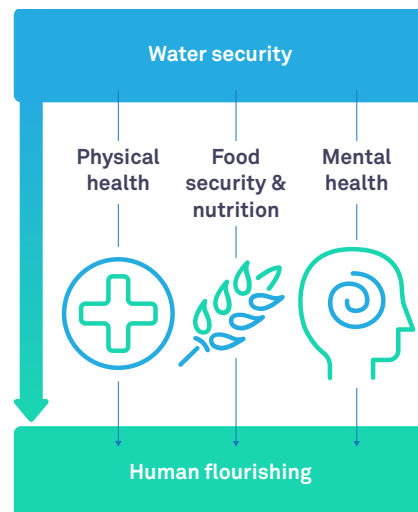 Water security
Physical
health
Food
security &
nutrition
Mental
health
Human flourishing